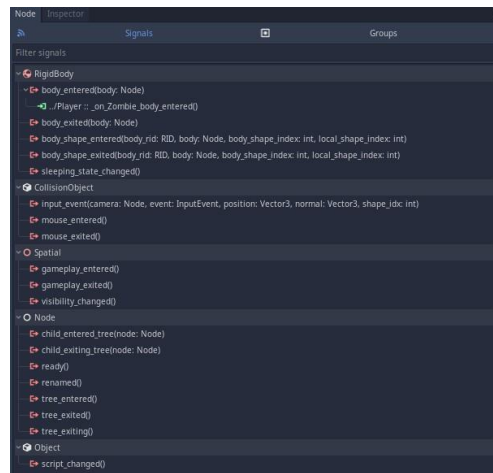 Node Inspector
Signals Groups
Filter signals
RigidBody
body_entered(body: Node)
../Player :: _on_Zombie_body_entered()
body_exited(body: Node)
body_shape_entered(body_rid: RID, body: Node, body_shape_index: int, local_shape_index: int)
body_shape_exited(body_rid: RID, body: Node, body_shape_index: int, local_shape_index: int)
sleeping_state_changed()
CollisionObject
input_event(camera: Node, event: InputEvent, position: Vector3, normal: Vector3, shape_idx: int)
mouse_entered()
mouse_exited()
Spatial
gameplay_entered()
gameplay_exited()
visibility_changed()
Node
child_entered_tree(node: Node)
child_exiting_tree(node: Node)
ready()
renamed()
tree_entered()
tree_exited()
tree_exiting()
Object
script_changed()